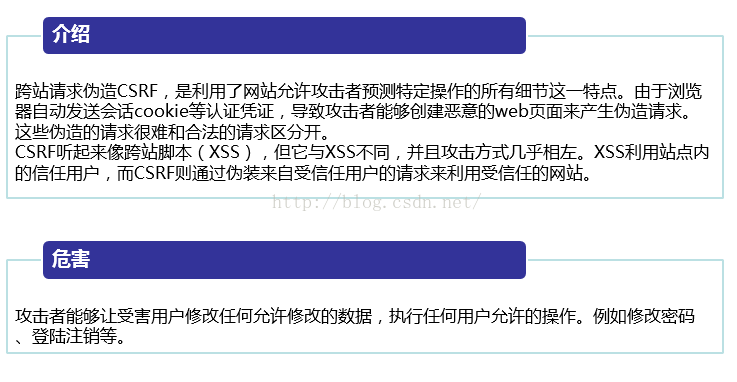 介绍
跨站请求伪造CSRF，是利用了网站允许攻击者预测特定操作的所有细节这一特点。由于浏览
器自动发送会话cookie等认证凭证，导致攻击者能够创建恶意的web页面来产生伪造请求。
这些伪造的请求很难和合法的请求区分开。
CSRF听起来像跨站脚本（XSS），但它与XSS不同，并且攻击方式几乎相左。XSS利用站点内
的信任用户，而CSRF则通过伪装来自受信任用户的请求来利用受信任的网站。
http://blog.csdn.net/
危害
攻击者能够让受害用户修改任何允许修改的数据，执行任何用户允许的操作。例如修改密码
、登陆注销等。